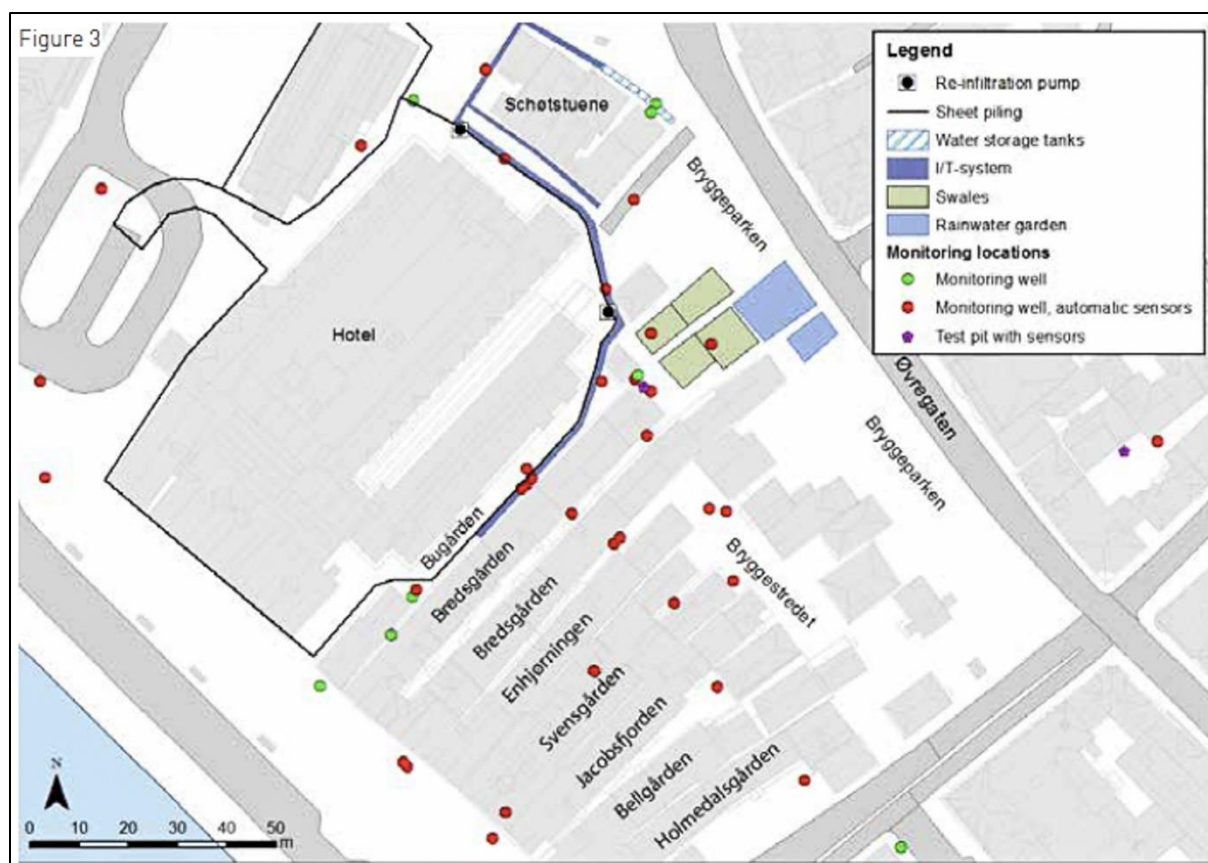 Figure 3
Legend
Re-infiltration pump
Sheet piling
Water storage tanks
I/T-system
Swales
Rainwater garden
Monitoring locations
Monitoring well
Monitoring well, automatic sensors
Test pit with sensors
Schøtstuene
Bryggeparken
Hotel
Øvregaten
Bryggeparken
Bugården
Bredsgården
Bredsgården
Bryggestredet
Enhjørningen
Svensgården
Jacobsfjorden
Bellgården
Holmedalsgården
N
0 10 20 30 40 50
m